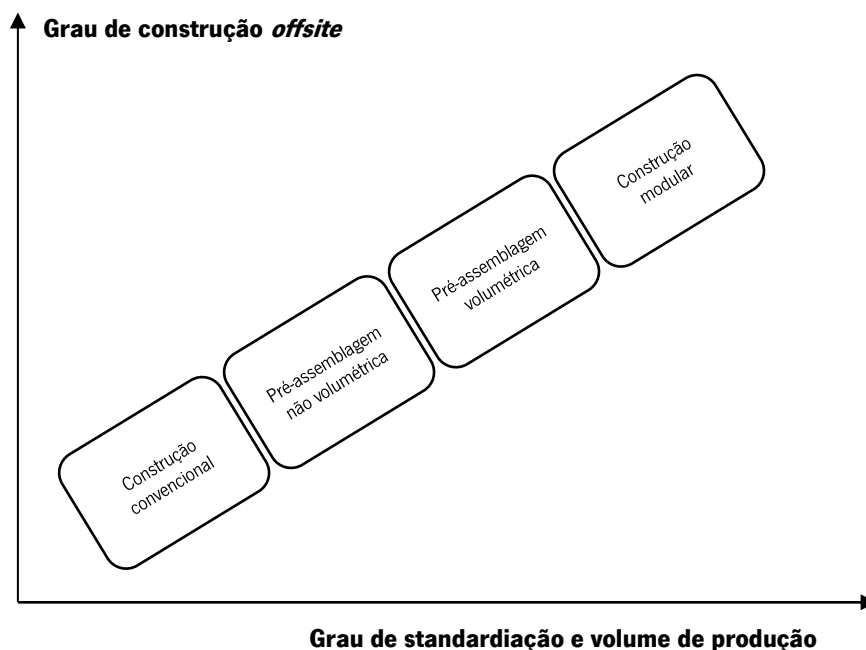 Grau de construção offsite
Construção
modular
Pré-assemblagem
volumétrica
Pré-assemblagem
não volumétrica
Construção
convencional
Grau de standardiação e volume de produção